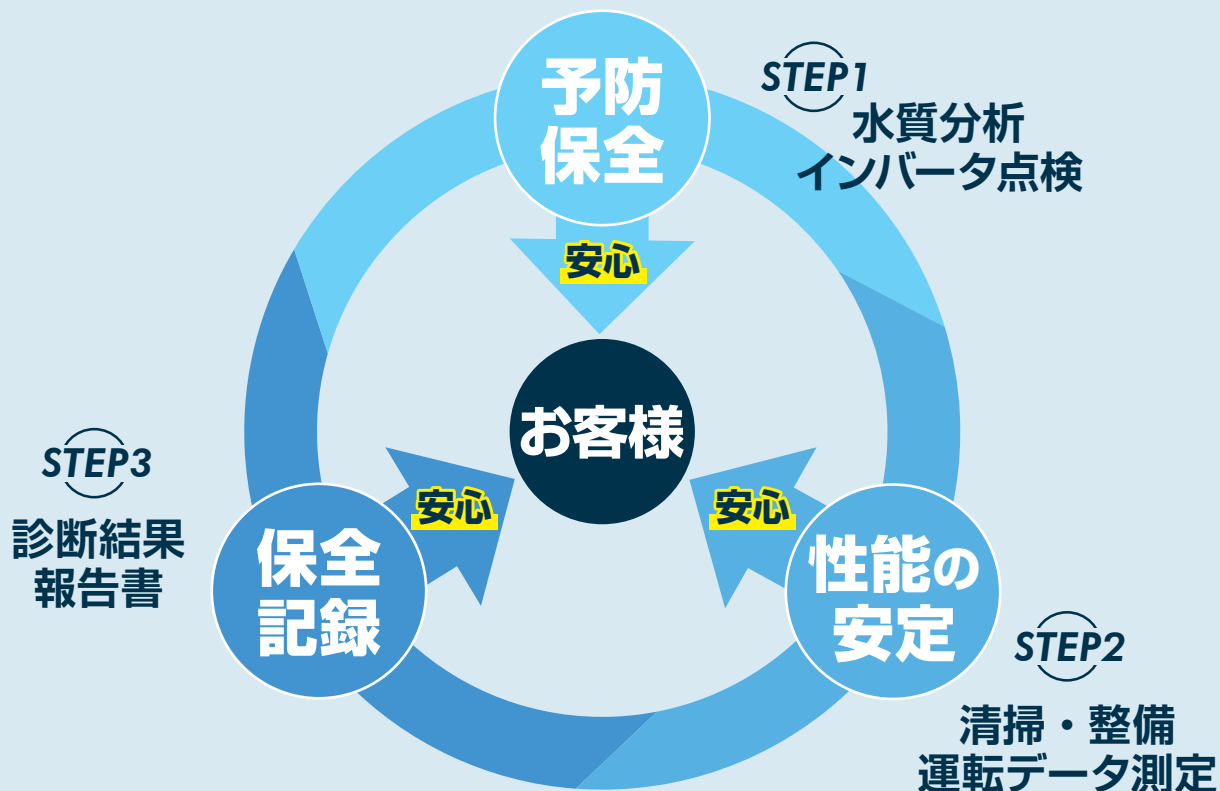 予防
保全
STEP1
水質分析
インバータ点検
安心
お客様
STEP3
診断結果
報告書
安心
保全
記録
安心
性能の
安定
STEP2
清掃・整備
運転データ測定